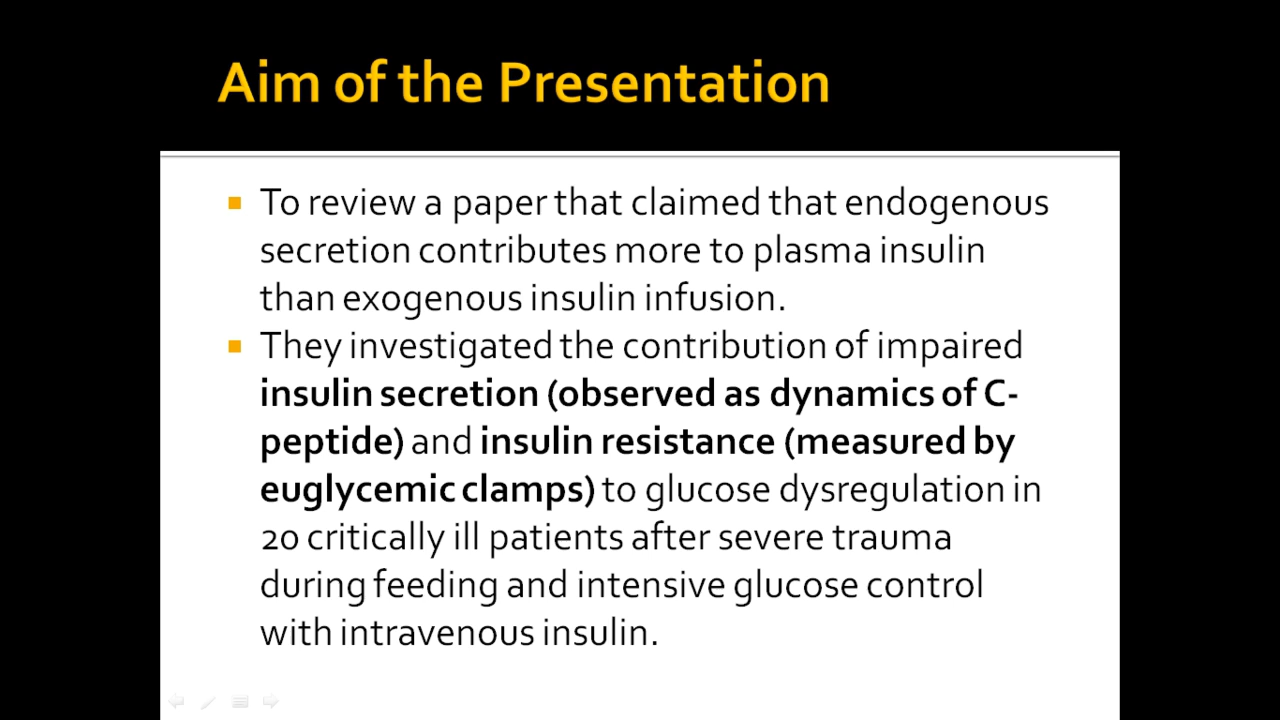 Aim of the Presentation
To review a paper that claimed that endogenous
secretion contributes more to plasma insulin
than exogenous insulin infusion.
They investigated the contribution of impaired
insulin secretion (observed as dynamics of C-
peptide) and insulin resistance (measured by
euglycemic clamps) to glucose dysregulation in
20 critically ill patients after severe trauma
during feeding and intensive glucose control
with intravenous insulin.